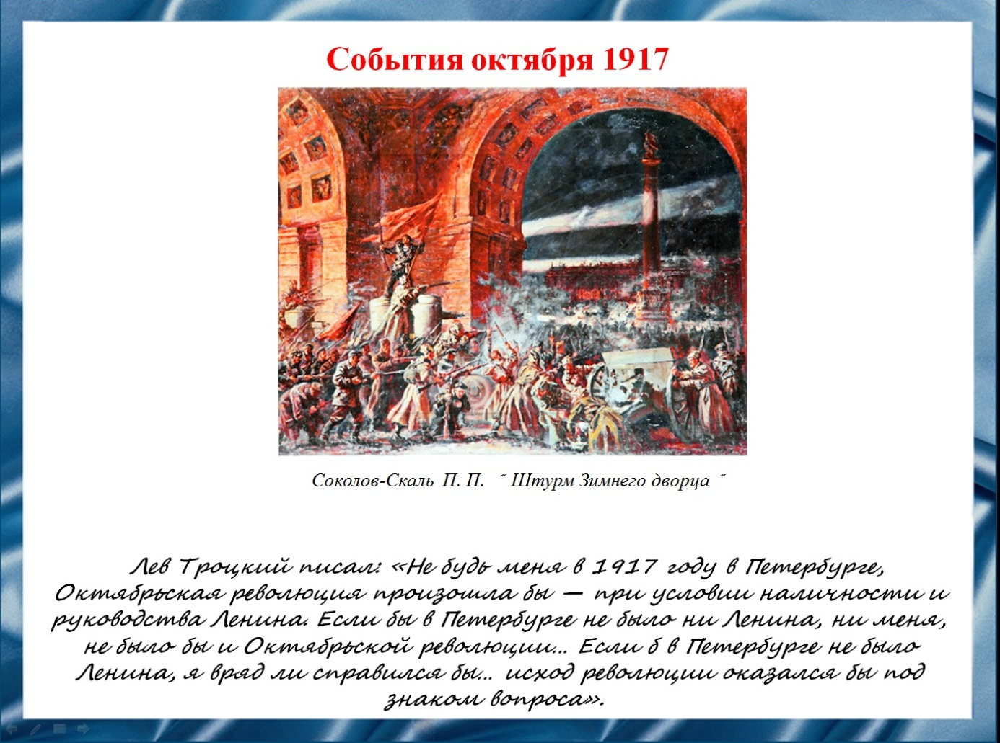 События октября 1917
Соколов-Скаль П. П. ˝ Штурм Зимнего дворца ˝
Лев Троцкий писал: «Не будь меня в 1917 году в Петербурге,
Октябрьская революция произошла бы — при условии наличности и
руководства Ленина. Если бы в Петербурге не было ни Ленина, ни меня,
не было бы и Октябрьской революции... Если б в Петербурге не было
Ленина, я вряд ли справился бы... исход революции оказался бы под
знаком вопроса».